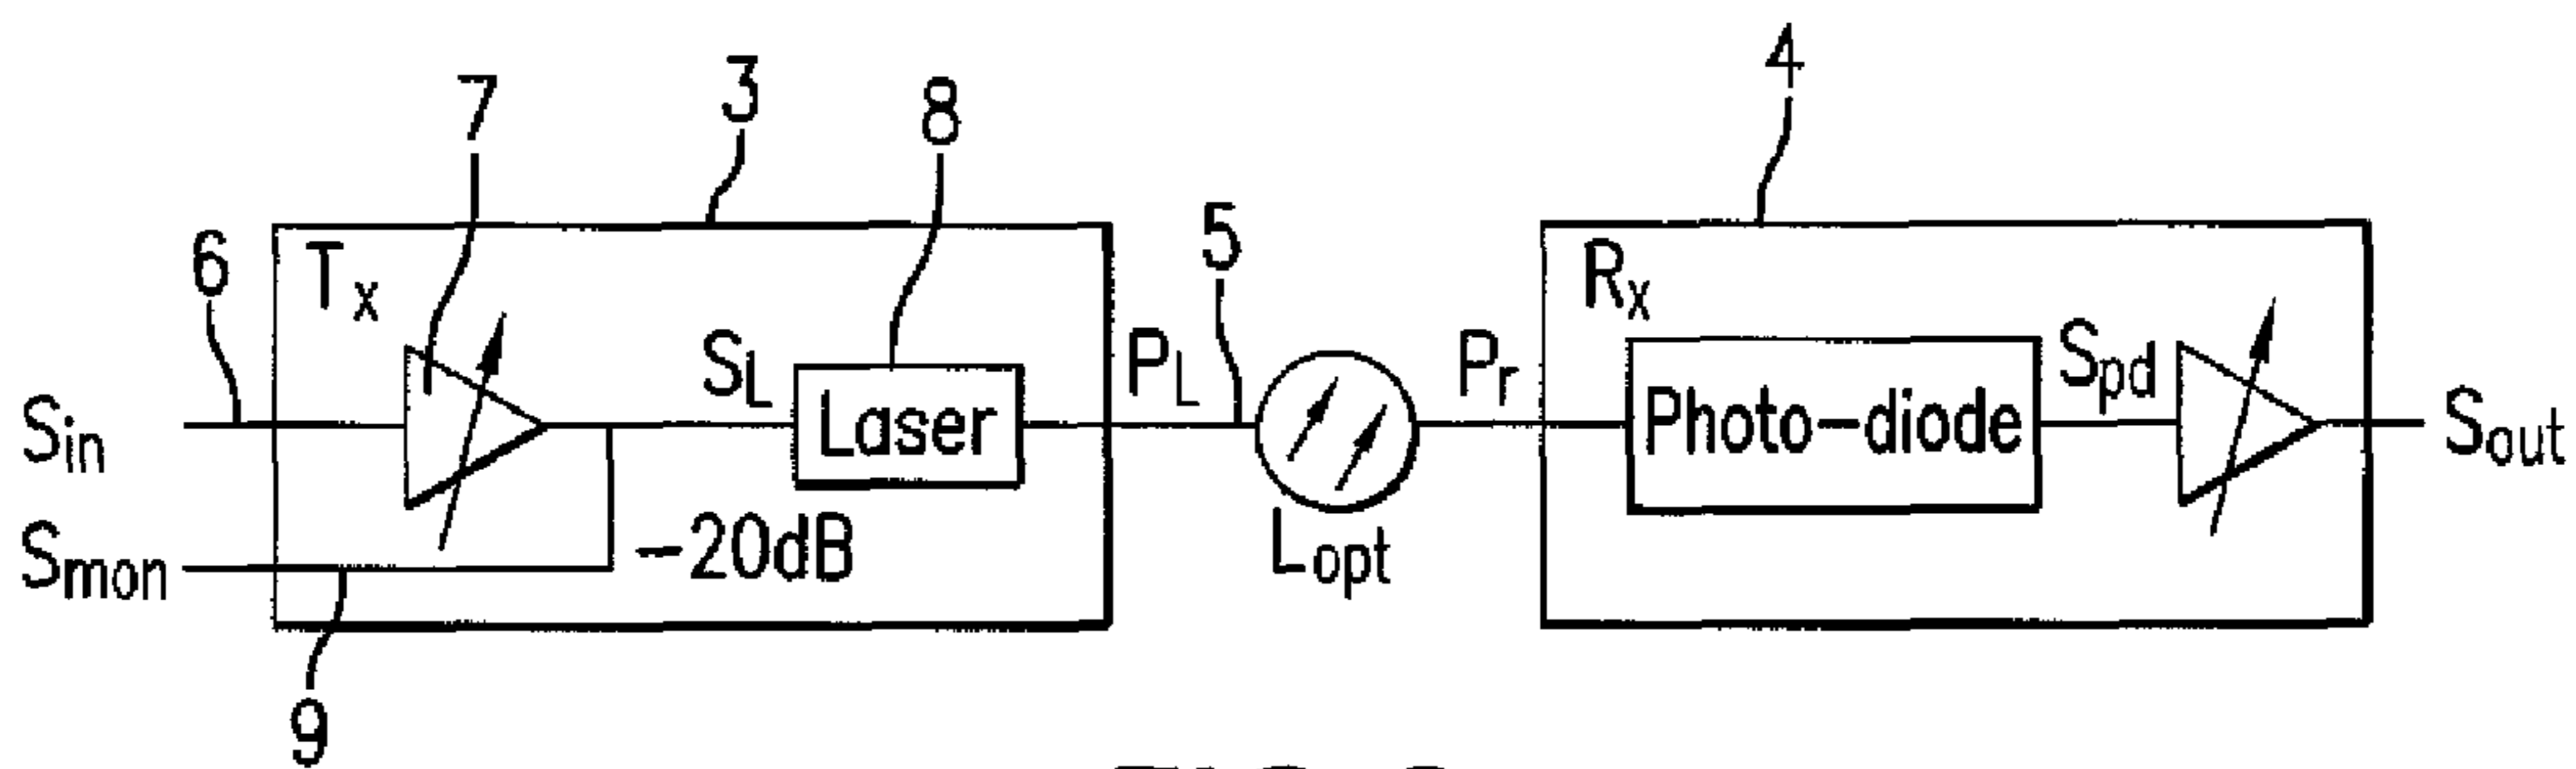 7
3
8
4
6
5
Tx
Rx
Sin
SL
Laser
PL
Pr
Photo-diode
Spd
Sout
Smon
-20dB
Lopt
9